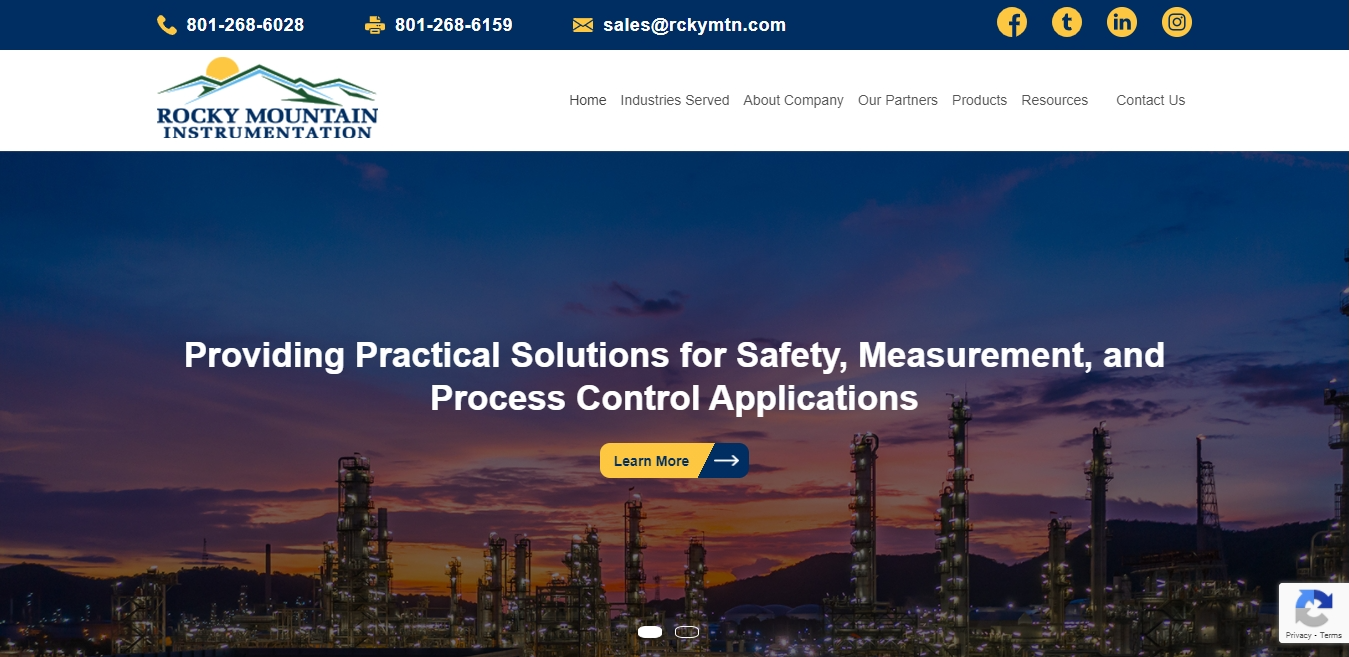 801-268-6028
801-268-6159
sales@rckymtn.com
ROCKY MOUNTAIN
INSTRUMENTATION
Home
Industries Served
About Company
Our Partners
Products
Resources
Contact Us
Providing Practical Solutions for Safety, Measurement, and
Process Control Applications
Learn More
Privacy - Terms